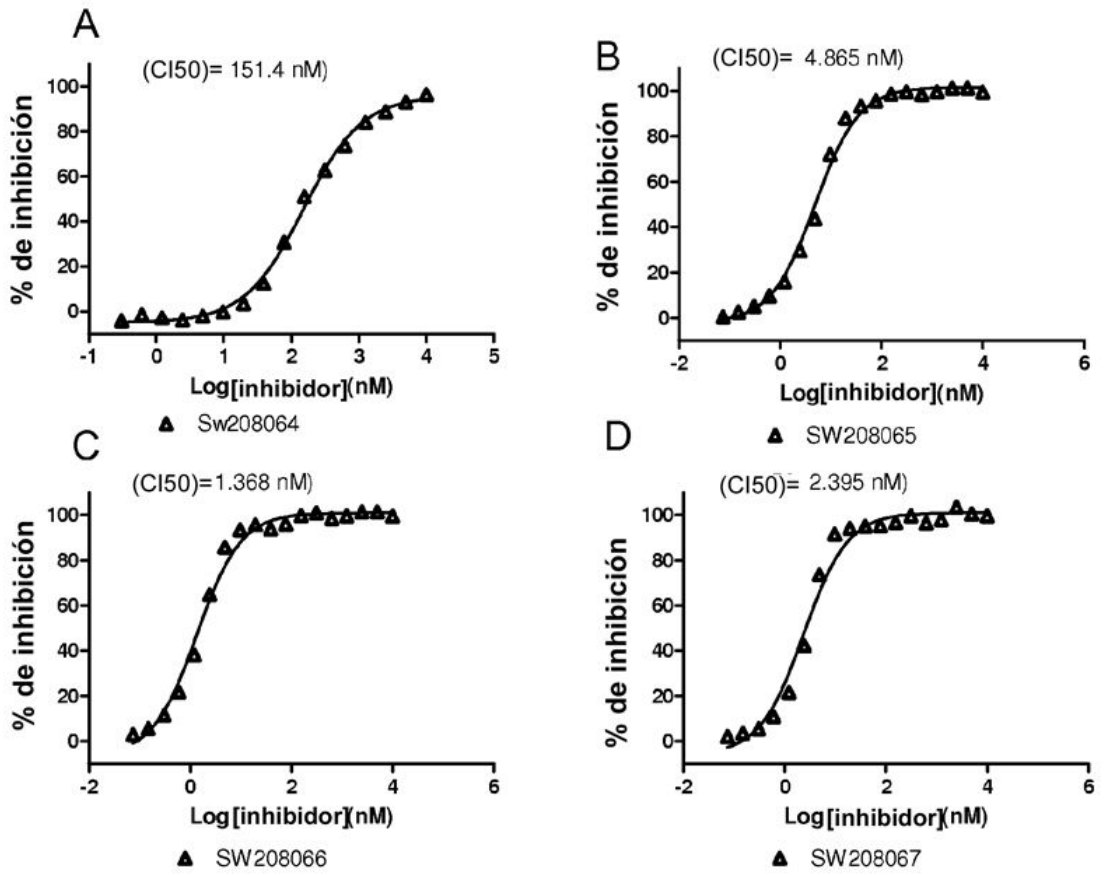 A
(CI50)= 151.4 nM)
% de inhibición
100
80
60
40
20
0
-1 0 1 2 3 4 5
Log[inhibidor](nM)
Sw208064
B
(CI50)= 4.865 nM)
% de inhibición
100
80
60
40
20
0
-2 0 2 4 6
Log[inhibidor](nM)
SW208065
C
(CI50)=1.368 nM)
% de inhibición
100
80
60
40
20
0
-2 0 2 4 6
Log[inhibidor](nM)
SW208066
D
(CI50)= 2.395 nM)
% de inhibición
100
80
60
40
20
0
-2 0 2 4 6
Log[inhibidor](nM)
SW208067